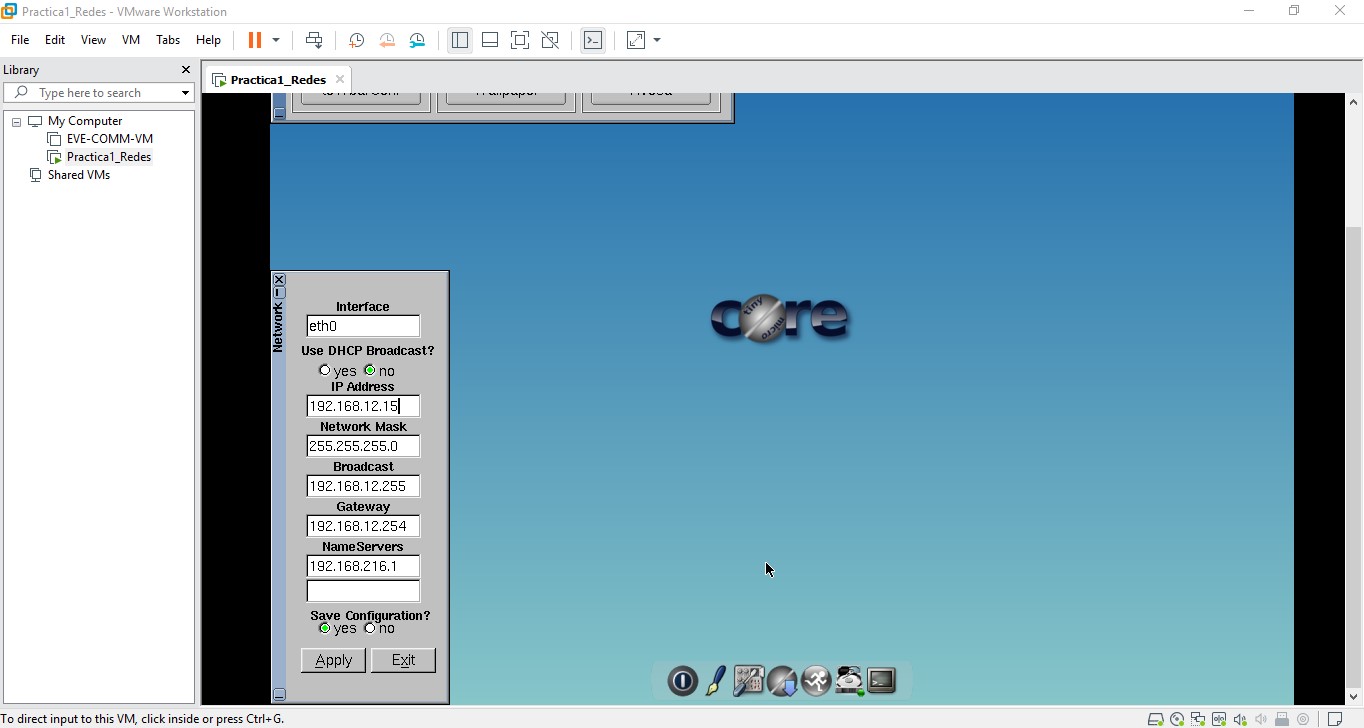 Practica1_Redes - VMware Workstation
File Edit View VM Tabs Help
Library
Type here to search
My Computer
EVE-COMM-VM
Practica1_Redes
Shared VMs
Practica1_Redes
Network
Interface
eth0
Use DHCP Broadcast?
yes no
IP Address
192.168.12.15
Network Mask
255.255.255.0
Broadcast
192.168.12.255
Gateway
192.168.12.254
NameServers
192.168.216.1
Save Configuration?
yes no
Apply Exit
core
tiny
micro
To direct input to this VM, click inside or press Ctrl+G.